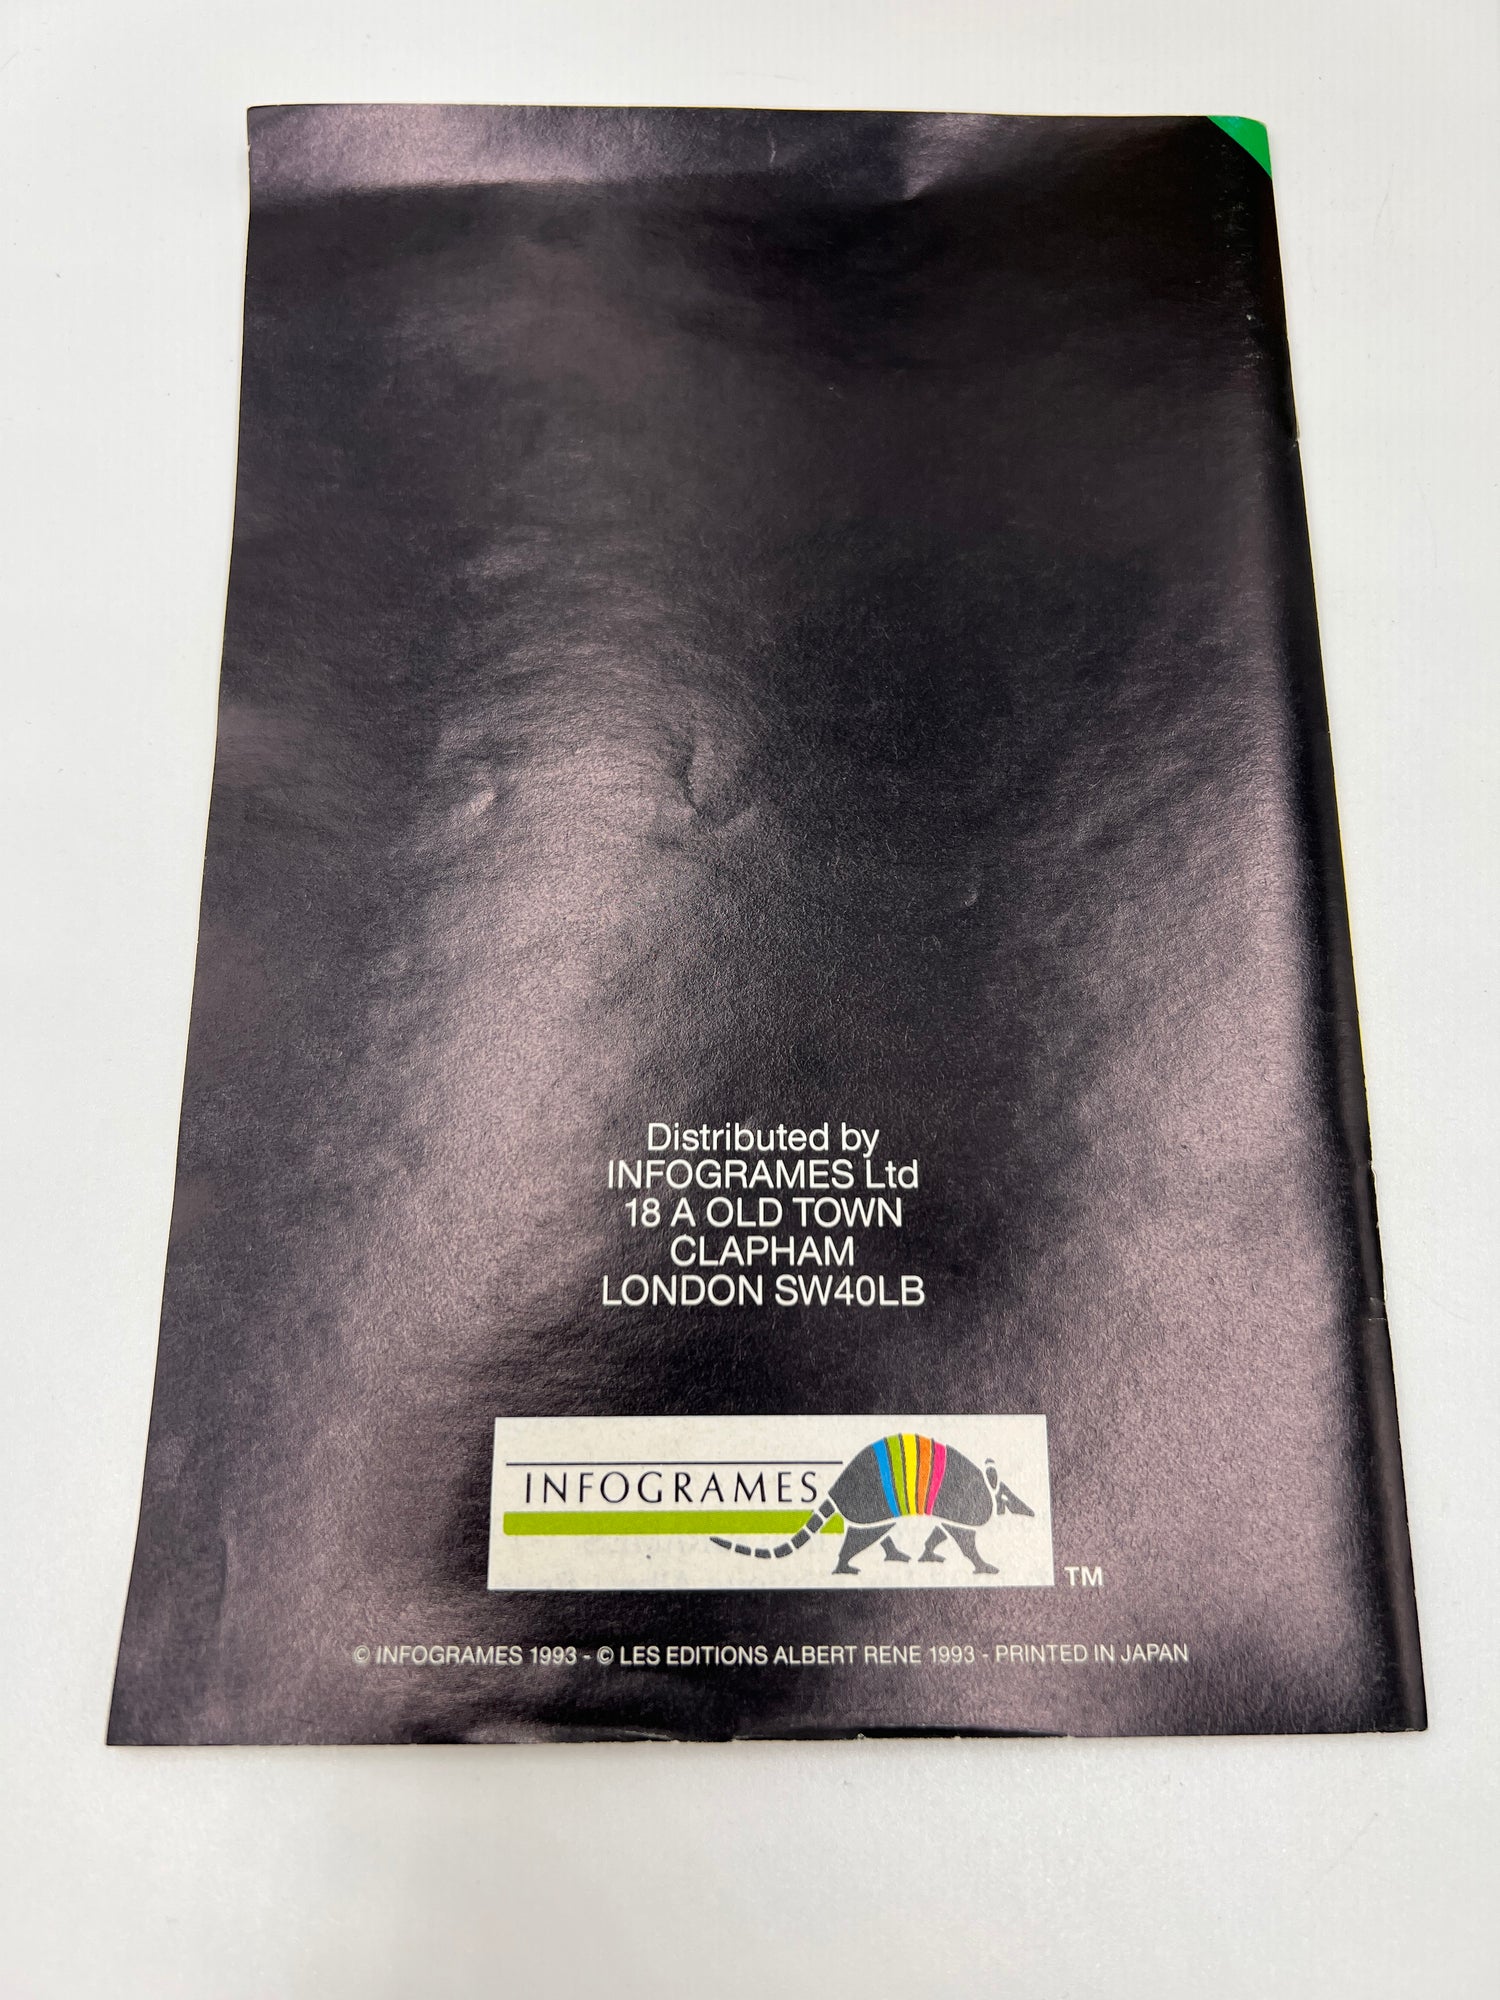 Distributed by
INFOGRAMES Ltd
18 A OLD TOWN
CLAPHAM
LONDON SW40LB
INFOGRAMES
TM
© INFOGRAMES 1993 - © LES EDITIONS ALBERT RENE 1993 - PRINTED IN JAPAN